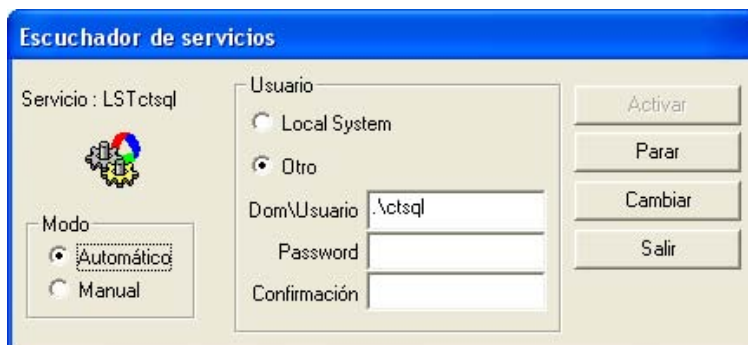 Escuchador de servicios
Servicio : LSTctsql
Modo
Automático
Manual
Usuario
Local System
Otro
Dom\Usuario .\ctsql
Password
Confirmación
Activar
Parar
Cambiar
Salir